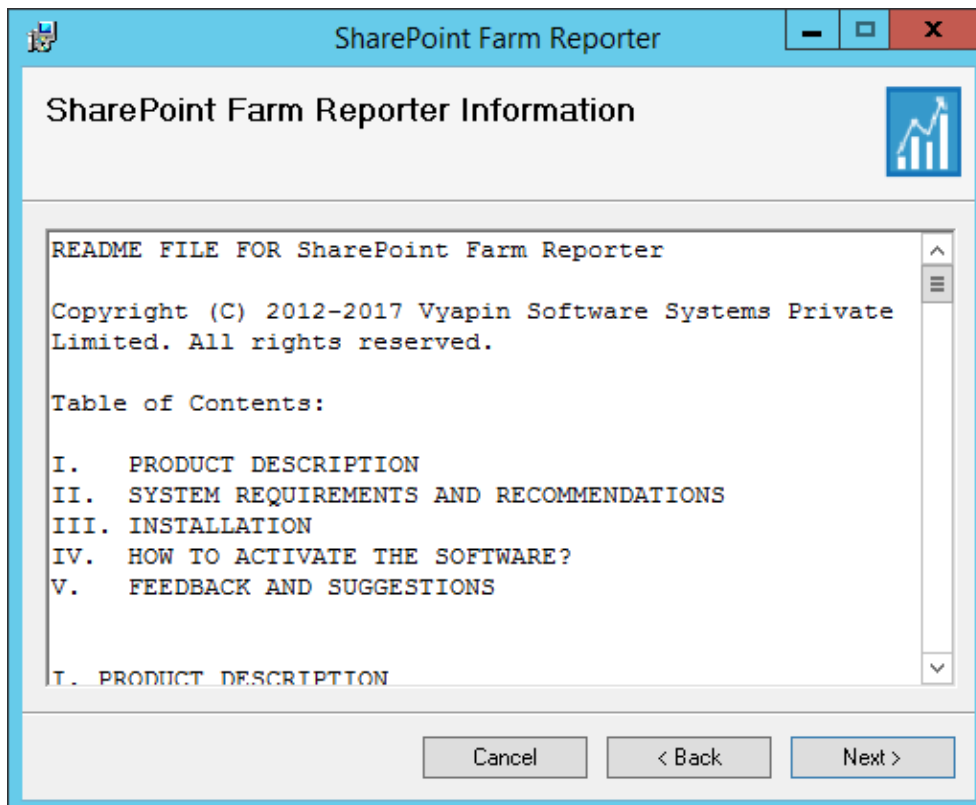 SharePoint Farm Reporter
SharePoint Farm Reporter Information
README FILE FOR SharePoint Farm Reporter
Copyright (C) 2012-2017 Vyapin Software Systems Private
Limited. All rights reserved.
Table of Contents:
I. PRODUCT DESCRIPTION
II. SYSTEM REQUIREMENTS AND RECOMMENDATIONS
III. INSTALLATION
IV. HOW TO ACTIVATE THE SOFTWARE?
V. FEEDBACK AND SUGGESTIONS
I. PRODUCT DESCRIPTION
Cancel
< Back
Next >